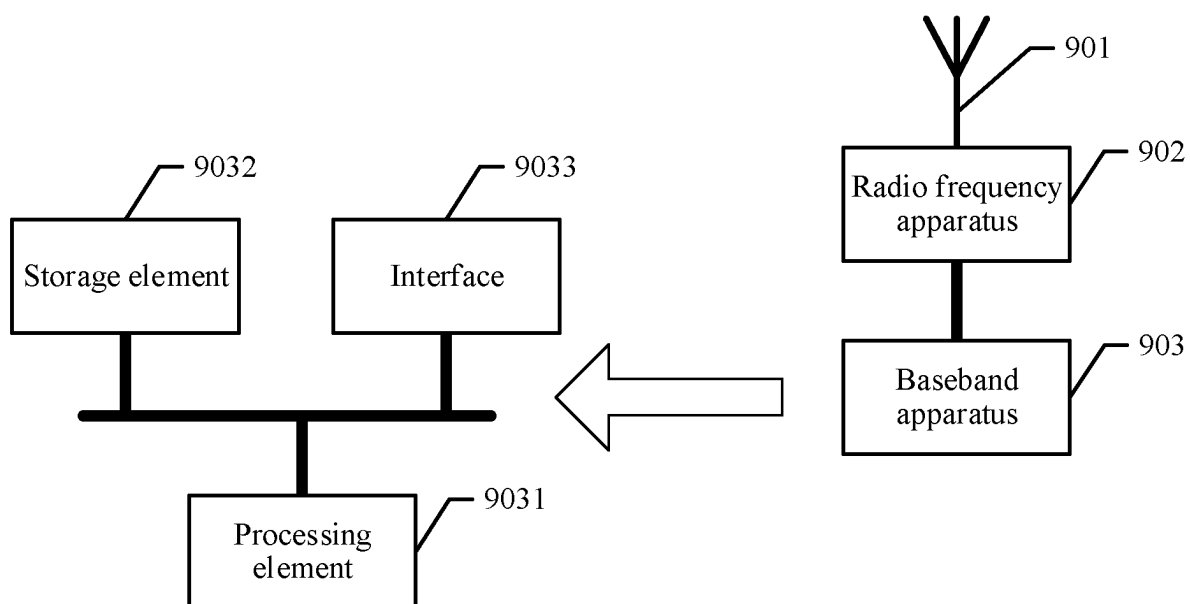 901
902
Radio frequency
apparatus
9032
9033
Storage element
Interface
903
Baseband
apparatus
9031
Processing
element